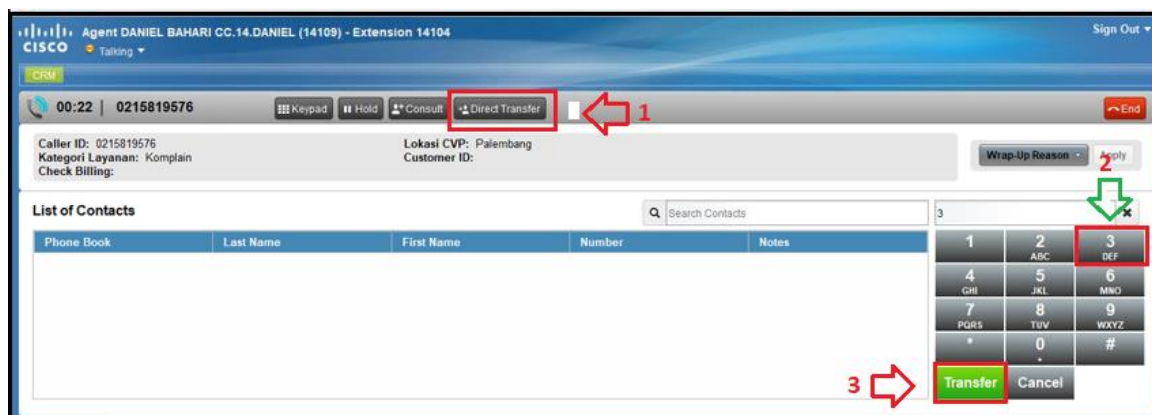 Agent DANIEL BAHARI CC.14.DANIEL (14109) - Extension 14104
Sign Out
CISCO
Talking
CRM
00:22 | 0215819576
Keypad
Hold
Consult
Direct Transfer
1
End
Caller ID: 0215819576
Lokasi CVP: Palembang
Kategori Layanan: Komplain
Customer ID:
Check Billing:
Wrap-Up Reason
Apply
2
List of Contacts
Search Contacts
3
Phone Book Last Name First Name Number Notes
1 2 3
ABC DEF
4 5 6
GHI JKL MNO
7 8 9
PQRS TUV WXYZ
* 0 #
+
3
Transfer Cancel